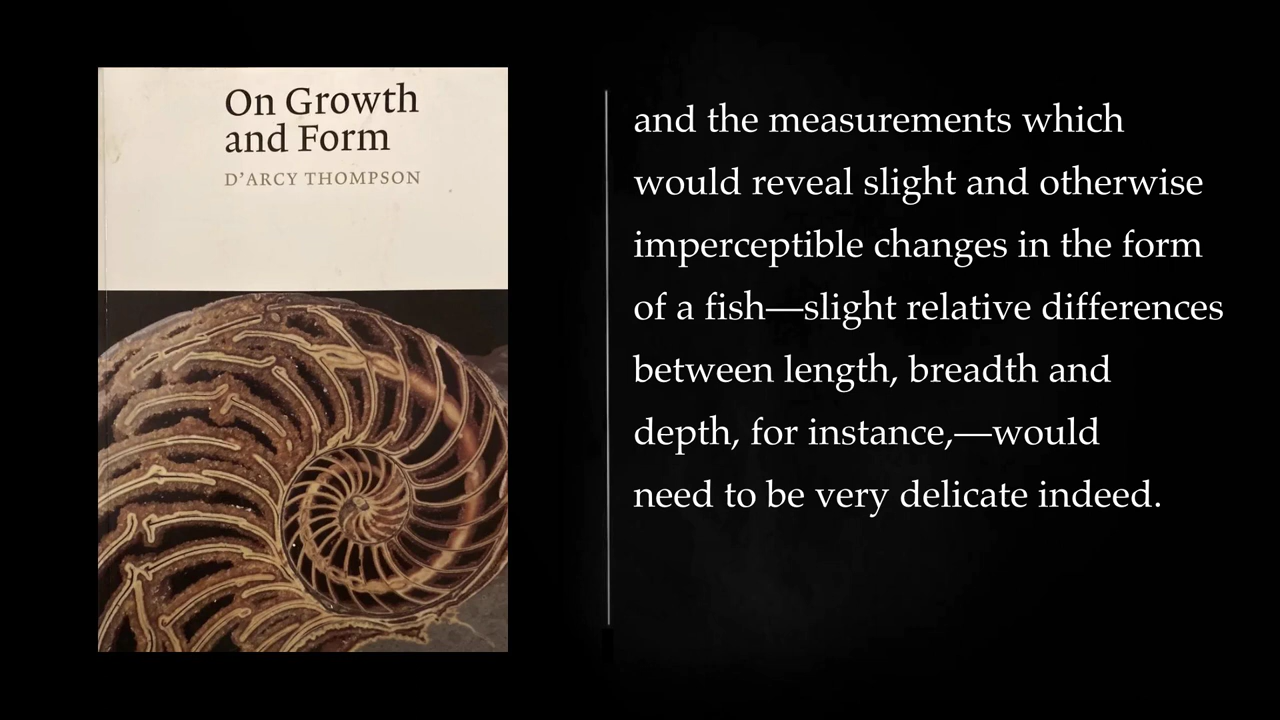 On Growth
and Form
D'ARCY THOMPSON
and the measurements which
would reveal slight and otherwise
imperceptible changes in the form
of a fish—slight relative differences
between length, breadth and
depth, for instance,—would
need to be very delicate indeed.